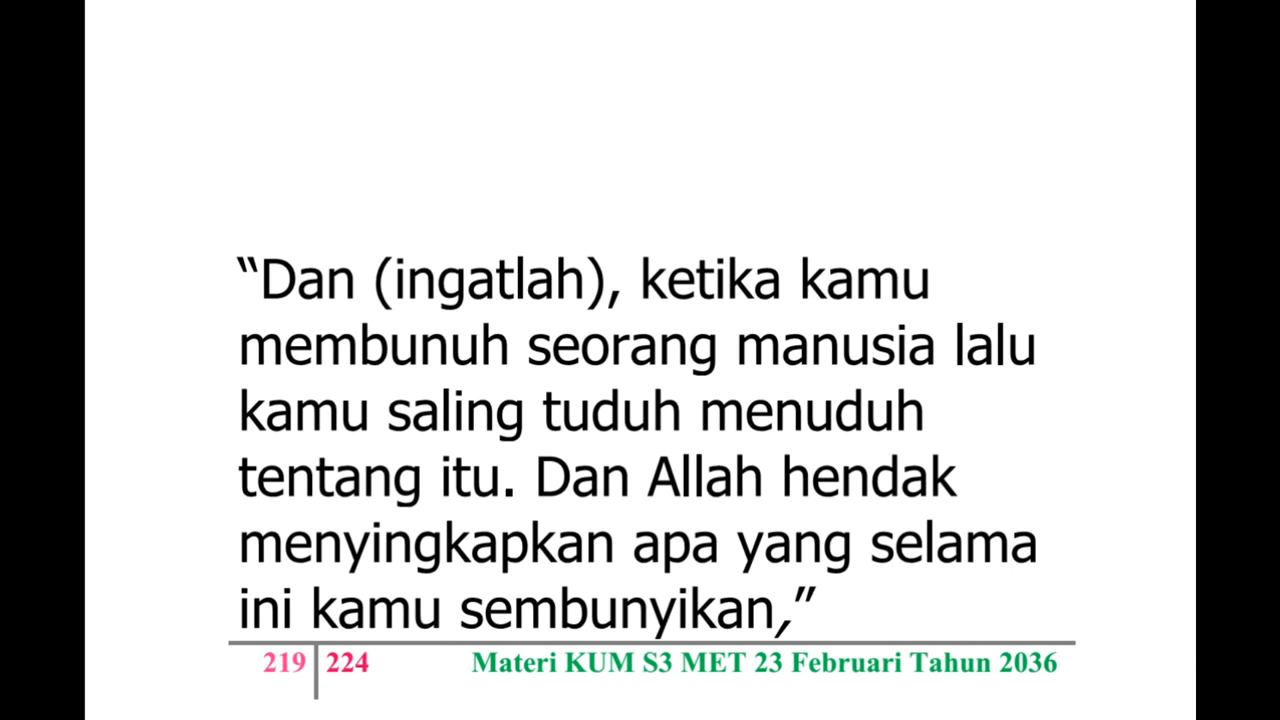 “Dan (ingatlah), ketika kamu
membunuh seorang manusia lalu
kamu saling tuduh menuduh
tentang itu. Dan Allah hendak
menyingkapkan apa yang selama
ini kamu sembunyikan,”
219 224 Materi KUM S3 MET 23 Februari Tahun 2036